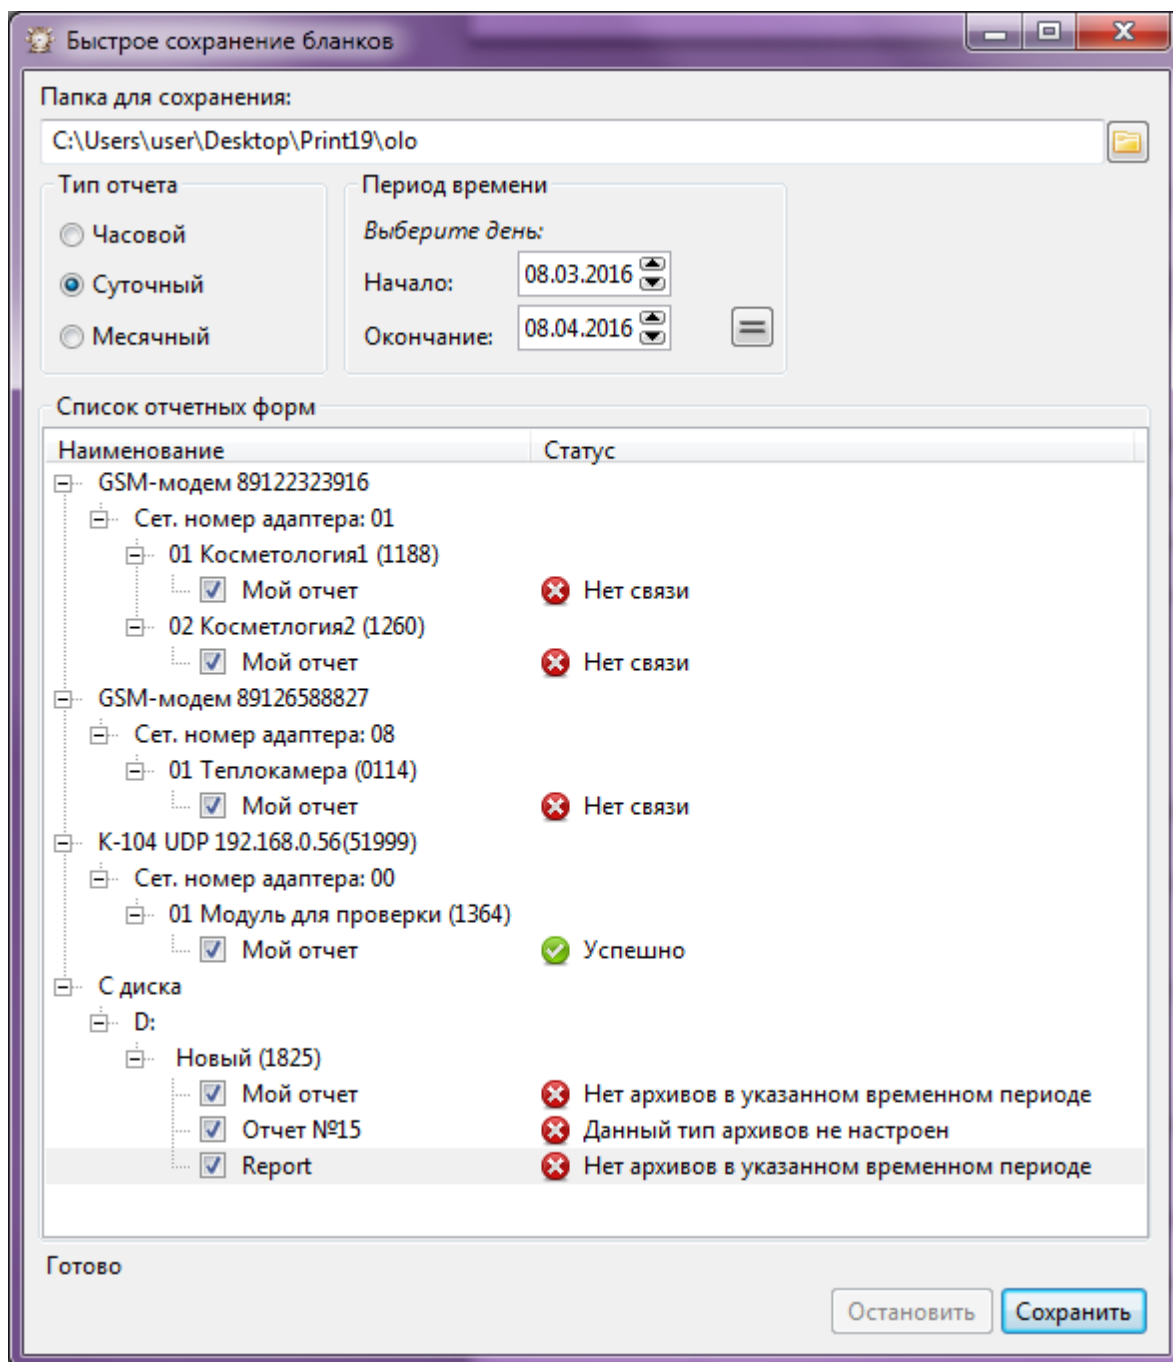 Быстрое сохранение бланков
Папка для сохранения:
C:\Users\user\Desktop\Print19\olo
Тип отчета
Период времени
Часовой
Выберите день:
Суточный
Начало: 08.03.2016
Месячный
Окончание: 08.04.2016
Список отчетных форм
Наименование Статус
GSM-модем 89122323916
Сет. номер адаптера: 01
01 Косметология1 (1188)
Мой отчет Нет связи
02 Косметлогия2 (1260)
Мой отчет Нет связи
GSM-модем 89126588827
Сет. номер адаптера: 08
01 Теплокамера (0114)
Мой отчет Нет связи
К-104 UDP 192.168.0.56(51999)
Сет. номер адаптера: 00
01 Модуль для проверки (1364)
Мой отчет Успешно
С диска
D:
Новый (1825)
Мой отчет Нет архивов в указанном временном периоде
Отчет №15 Данный тип архивов не настроен
Report Нет архивов в указанном временном периоде
Готово
Остановить Сохранить